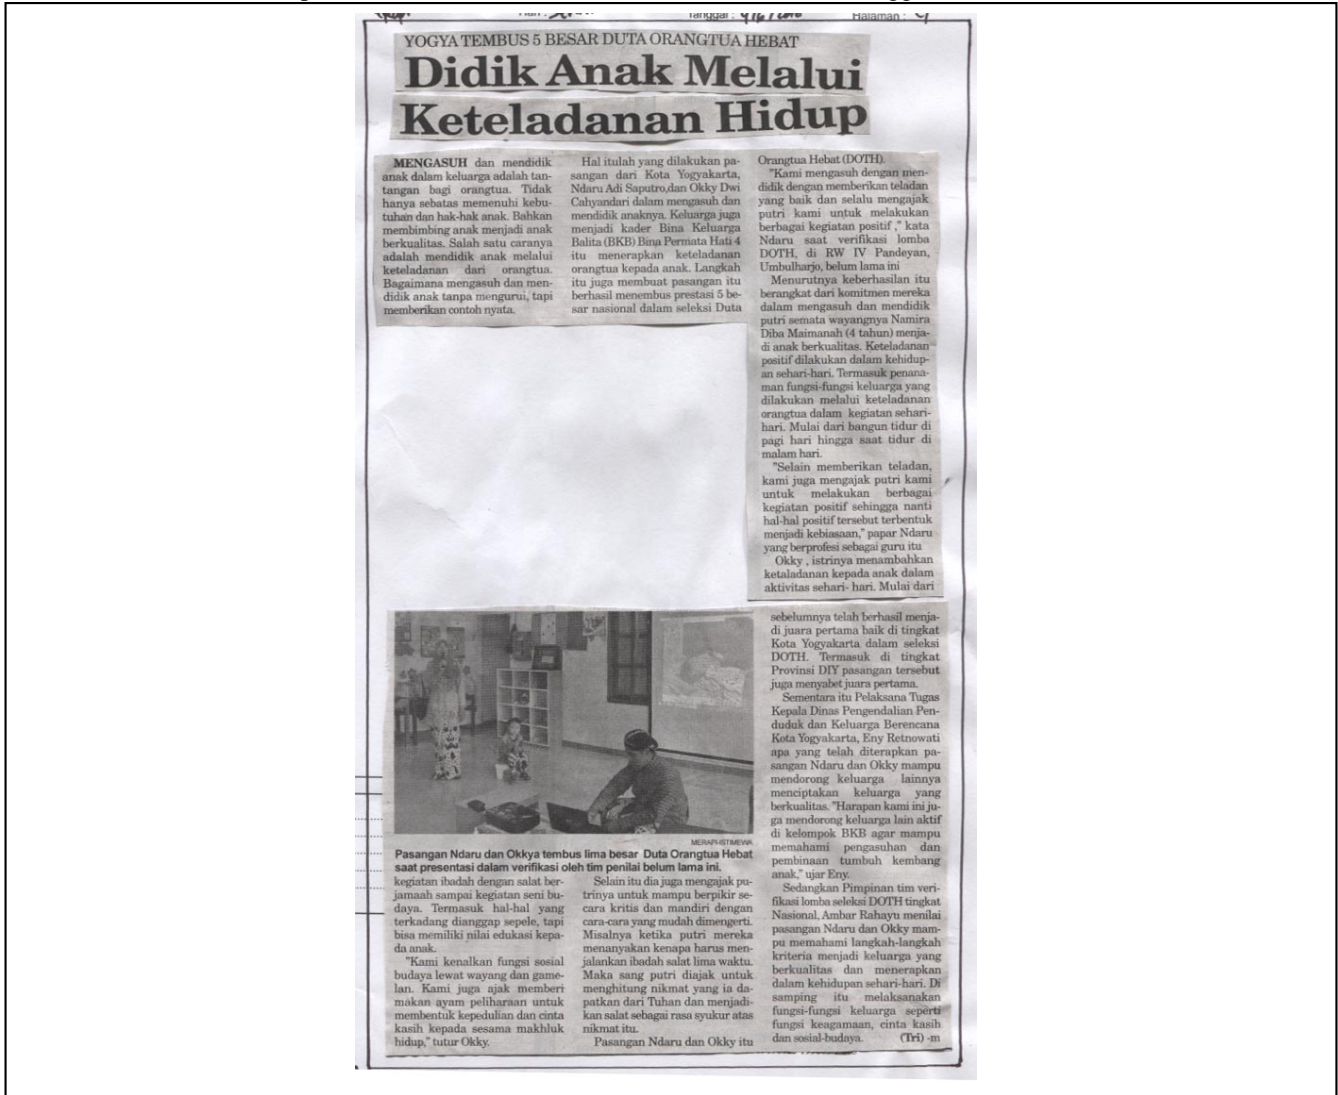 Tanggal :
Halaman :
YOGYA TEMBUS 5 BESAR DUTA ORANGTUA HEBAT
Didik Anak Melalui
Keteladanan Hidup
MENGASUH dan mendidik
anak dalam keluarga adalah tan-
tangan bagi orangtua. Tidak
hanya sebatas memenuhi kebu-
tuhan dan hak-hak anak. Bahkan
membimbing anak menjadi anak
berkualitas. Salah satu caranya
adalah mendidik anak melalui
keteladanan dari orangtua.
Bagaimana mengasuh dan men-
didik anak tanpa mengurui, tapi
memberikan contoh nyata.
Hal itulah yang dilakukan pa-
sangan dari Kota Yogyakarta,
Ndaru Adi Saputro,dan Okky Dwi
Cahyandari dalam mengasuh dan
mendidik anaknya. Keluarga juga
menjadi kader Bina Keluarga
Balita (BKB) Bina Permata Hati 4
itu menerapkan keteladanan
orangtua kepada anak. Langkah
itu juga membuat pasangan itu
berhasil menembus prestasi 5 be-
sar nasional dalam seleksi Duta
Orangtua Hebat (DOTH).
"Kami mengasuh dengan men-
didik dengan memberikan teladan
yang baik dan selalu mengajak
putri kami untuk melakukan
berbagai kegiatan positif ," kata
Ndaru saat verifikasi lomba
DOTH, di RW IV Pandeyan,
Umbulharjo, belum lama ini
Menurutnya keberhasilan itu
berangkat dari komitmen mereka
dalam mengasuh dan mendidik
putri semata wayangnya Namira
Diba Maimanah (4 tahun) menja-
di anak berkualitas. Keteladanan
positif dilakukan dalam kehidup-
an sehari-hari. Termasuk penana-
man fungsi-fungsi keluarga yang
dilakukan melalui keteladanan
orangtua dalam kegiatan sehari-
hari. Mulai dari bangun tidur di
pagi hari hingga saat tidur di
malam hari.
"Selain memberikan teladan,
kami juga mengajak putri kami
untuk melakukan berbagai
kegiatan positif sehingga nanti
hal-hal positif tersebut terbentuk
menjadi kebiasaan," papar Ndaru
yang berprofesi sebagai guru itu
Okky , istrinya menambahkan
ketaladanan kepada anak dalam
aktivitas sehari- hari. Mulai dari
MERAPI-ISTIMEWA
Pasangan Ndaru dan Okkya tembus lima besar Duta Orangtua Hebat
saat presentasi dalam verifikasi oleh tim penilai belum lama ini.
kegiatan ibadah dengan salat ber-
jamaah sampai kegiatan seni bu-
daya. Termasuk hal-hal yang
terkadang dianggap sepele, tapi
bisa memiliki nilai edukasi kepa-
da anak.
"Kami kenalkan fungsi sosial
budaya lewat wayang dan game-
lan. Kami juga ajak memberi
makan ayam peliharaan untuk
membentuk kepedulian dan cinta
kasih kepada sesama makhluk
hidup," tutur Okky.
Selain itu dia juga mengajak pu-
trinya untuk mampu berpikir se-
cara kritis dan mandiri dengan
cara-cara yang mudah dimengerti.
Misalnya ketika putri mereka
menanyakan kenapa harus men-
jalankan ibadah salat lima waktu.
Maka sang putri diajak untuk
menghitung nikmat yang ia da-
patkan dari Tuhan dan menjadi-
kan salat sebagai rasa syukur atas
nikmat itu.
Pasangan Ndaru dan Okky itu
sebelumnya telah berhasil menja-
di juara pertama baik di tingkat
Kota Yogyakarta dalam seleksi
DOTH. Termasuk di tingkat
Provinsi DIY pasangan tersebut
juga menyabet juara pertama.
Sementara itu Pelaksana Tugas
Kepala Dinas Pengendalian Pen-
duduk dan Keluarga Berencana
Kota Yogyakarta, Eny Retnowati
apa yang telah diterapkan pa-
sangan Ndaru dan Okky mampu
mendorong keluarga lainnya
menciptakan keluarga yang
berkualitas. "Harapan kami ini ju-
ga mendorong keluarga lain aktif
di kelompok BKB agar mampu
memahami pengasuhan dan
pembinaan tumbuh kembang
anak," ujar Eny.
Sedangkan Pimpinan tim veri-
fikasi lomba seleksi DOTH tingkat
Nasional, Ambar Rahayu menilai
pasangan Ndaru dan Okky mam-
pu memahami langkah-langkah
kriteria menjadi keluarga yang
berkualitas dan menerapkan
dalam kehidupan sehari-hari. Di
samping itu melaksanakan
fungsi-fungsi keluarga seperti
fungsi keagamaan, cinta kasih
dan sosial-budaya. (Tri) -m